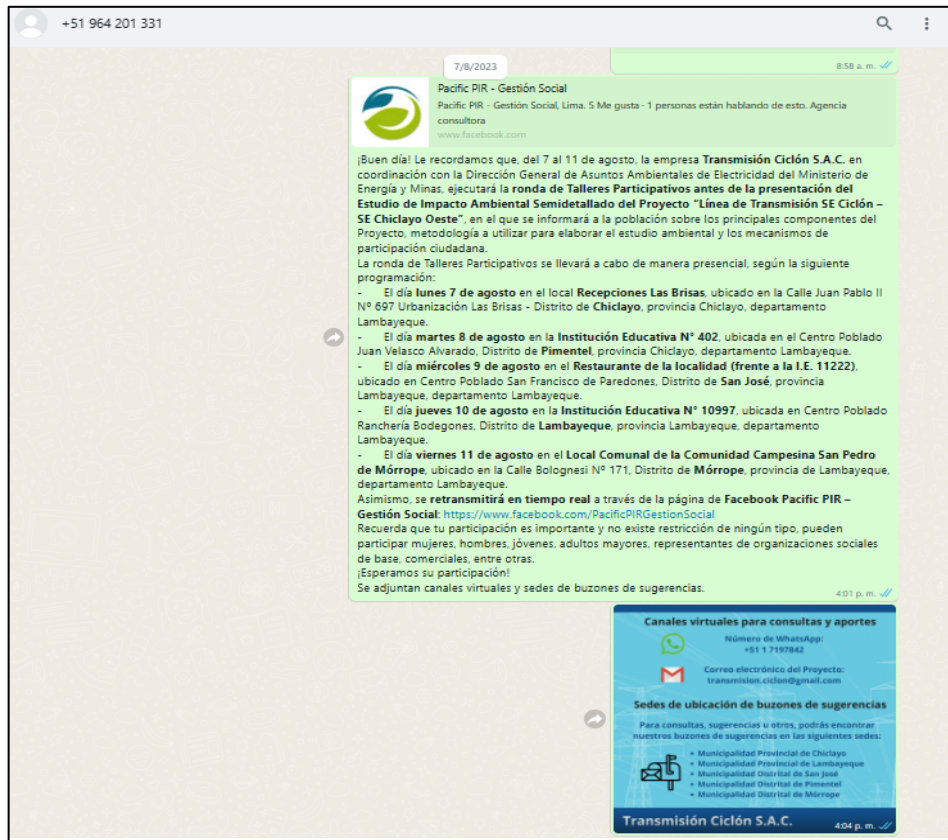 +51 964 201 331
8:58 a. m.
7/8/2023
Pacific PIR - Gestión Social
Pacific PIR - Gestión Social, Lima. 5 Me gusta · 1 personas están hablando de esto. Agencia
consultora
www.facebook.com
¡Buen día! Le recordamos que, del 7 al 11 de agosto, la empresa Transmisión Ciclón S.A.C. en
coordinación con la Dirección General de Asuntos Ambientales de Electricidad del Ministerio de
Energía y Minas, ejecutará la ronda de Talleres Participativos antes de la presentación del
Estudio de Impacto Ambiental Semidetallado del Proyecto "Línea de Transmisión SE Ciclón –
SE Chiclayo Oeste", en el que se informará a la población sobre los principales componentes del
Proyecto, metodología a utilizar para elaborar el estudio ambiental y los mecanismos de
participación ciudadana.
La ronda de Talleres Participativos se llevará a cabo de manera presencial, según la siguiente
programación:
- El día lunes 7 de agosto en el local Recepciones Las Brisas, ubicado en la Calle Juan Pablo II
Nº 697 Urbanización Las Brisas - Distrito de Chiclayo, provincia Chiclayo, departamento
Lambayeque.
- El día martes 8 de agosto en la Institución Educativa N° 402, ubicada en el Centro Poblado
Juan Velasco Alvarado, Distrito de Pimentel, provincia Chiclayo, departamento Lambayeque.
- El día miércoles 9 de agosto en el Restaurante de la localidad (frente a la I.E. 11222),
ubicado en Centro Poblado San Francisco de Paredones, Distrito de San José, provincia
Lambayeque, departamento Lambayeque.
- El día jueves 10 de agosto en la Institución Educativa N° 10997, ubicada en Centro Poblado
Ranchería Bodegones, Distrito de Lambayeque, provincia Lambayeque, departamento
Lambayeque.
- El día viernes 11 de agosto en el Local Comunal de la Comunidad Campesina San Pedro
de Mórrope, ubicado en la Calle Bolognesi Nº 171, Distrito de Mórrope, provincia de Lambayeque,
departamento Lambayeque.
Asimismo, se retransmitirá en tiempo real a través de la página de Facebook Pacific PIR –
Gestión Social: https://www.facebook.com/PacificPIRGestionSocial
Recuerda que tu participación es importante y no existe restricción de ningún tipo, pueden
participar mujeres, hombres, jóvenes, adultos mayores, representantes de organizaciones sociales
de base, comerciales, entre otras.
¡Esperamos su participación!
Se adjuntan canales virtuales y sedes de buzones de sugerencias.
4:01 p. m.
Canales virtuales para consultas y aportes
Número de WhatsApp:
+51 1 7197842
Correo electrónico del Proyecto:
transmision.ciclon@gmail.com
Sedes de ubicación de buzones de sugerencias
Para consultas, sugerencias u otros, podrás encontrar
nuestros buzones de sugerencias en las siguientes sedes:
• Municipalidad Provincial de Chiclayo
• Municipalidad Provincial de Lambayeque
• Municipalidad Distrital de San José
• Municipalidad Distrital de Pimentel
• Municipalidad Distrital de Mórrope
Transmisión Ciclón S.A.C.
4:04 p. m.